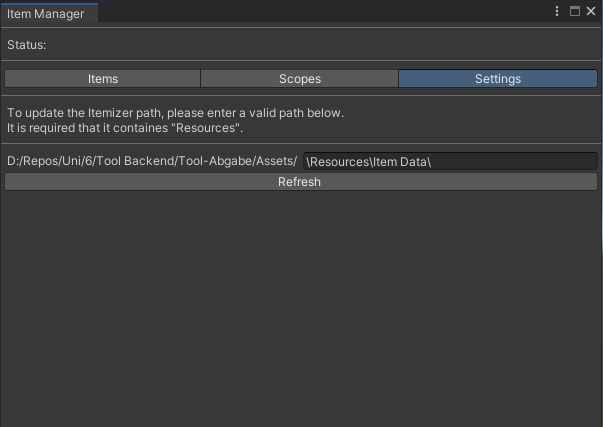 Item Manager
Status:
Items Scopes Settings
To update the Itemizer path, please enter a valid path below.
It is required that it containes "Resources".
D:/Repos/Uni/6/Tool Backend/Tool-Abgabe/Assets/ \Resources\Item Data\
Refresh